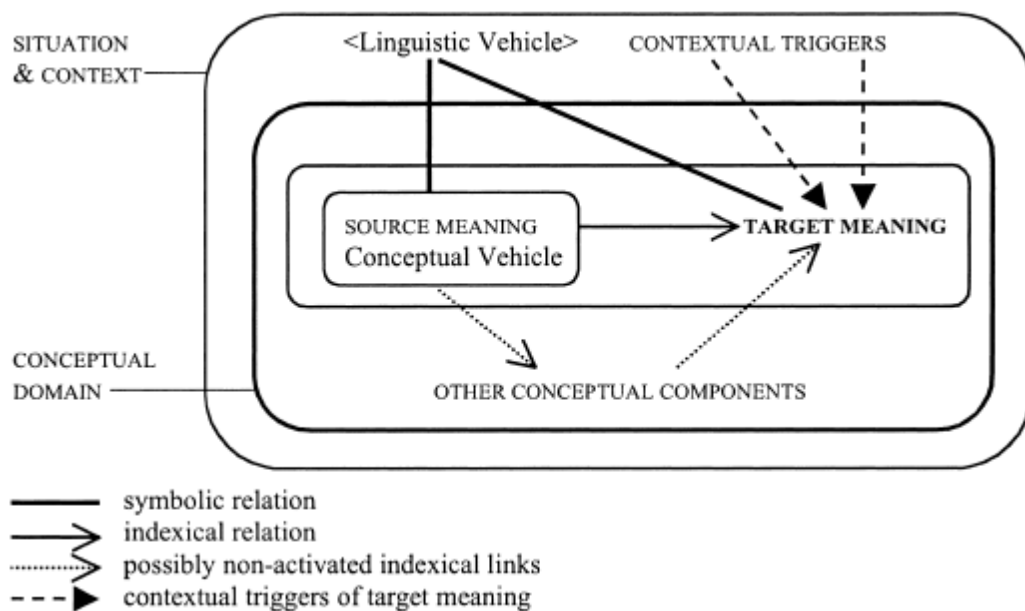 SITUATION
& CONTEXT
<Linguistic Vehicle>
CONTEXTUAL TRIGGERS
SOURCE MEANING
Conceptual Vehicle
TARGET MEANING
CONCEPTUAL
DOMAIN
OTHER CONCEPTUAL COMPONENTS
symbolic relation
indexical relation
possibly non-activated indexical links
contextual triggers of target meaning